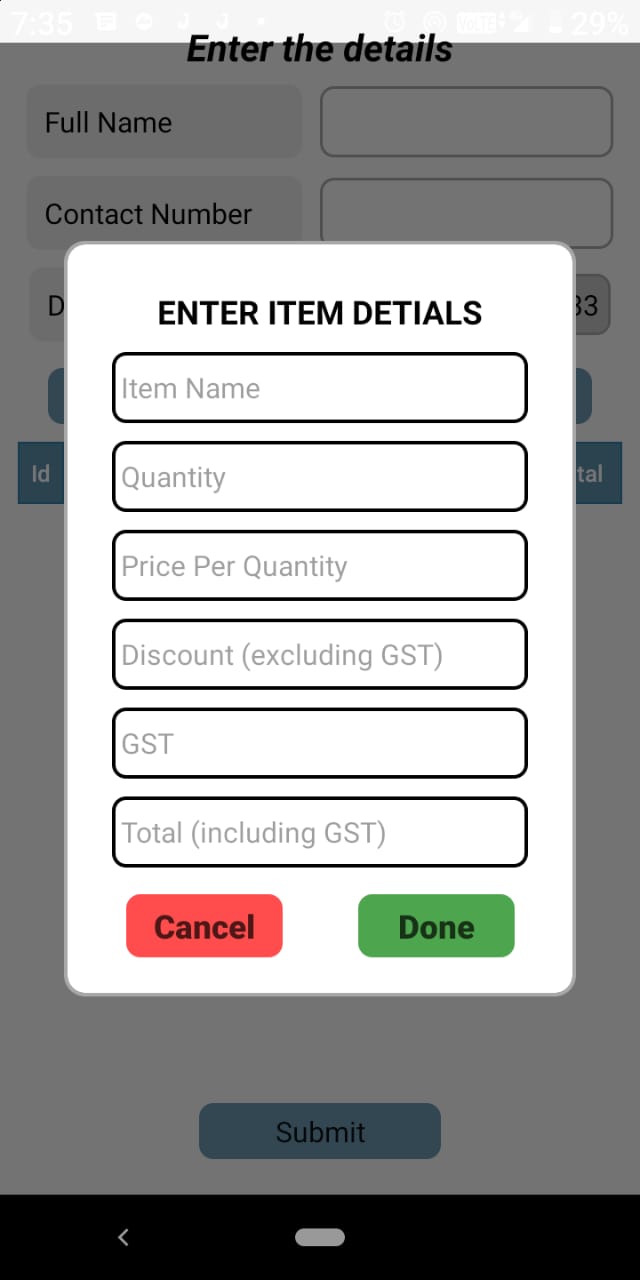 7:35
29%
Enter the details
Full Name
Contact Number
D
33
Id
tal
ENTER ITEM DETIALS
Item Name
Quantity
Price Per Quantity
Discount (excluding GST)
GST
Total (including GST)
Cancel
Done
Submit